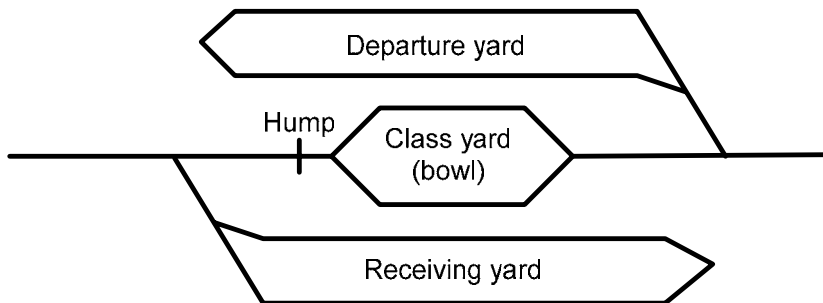 Departure yard
Hump
Class yard
(bowl)
Receiving yard